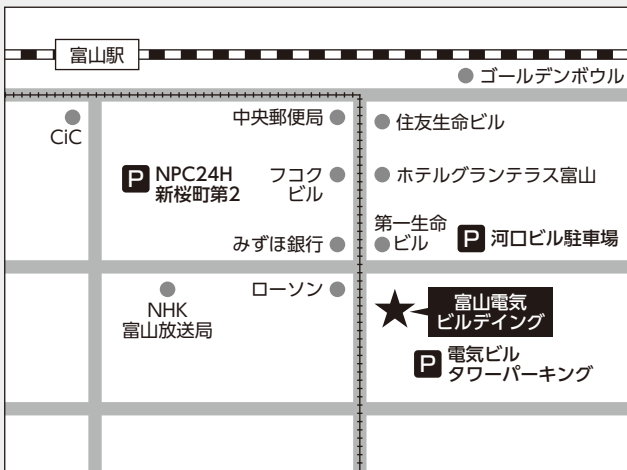 富山駅
ゴールデンボウル
CiC
中央郵便局
住友生命ビル
P NPC24H
新桜町第2
フコク
ビル
ホテルグランテラス富山
みずほ銀行
第一生命
ビル
P 河口ビル駐車場
NHK
富山放送局
ローソン
富山電気
ビルデイング
P 電気ビル
タワーパーキング